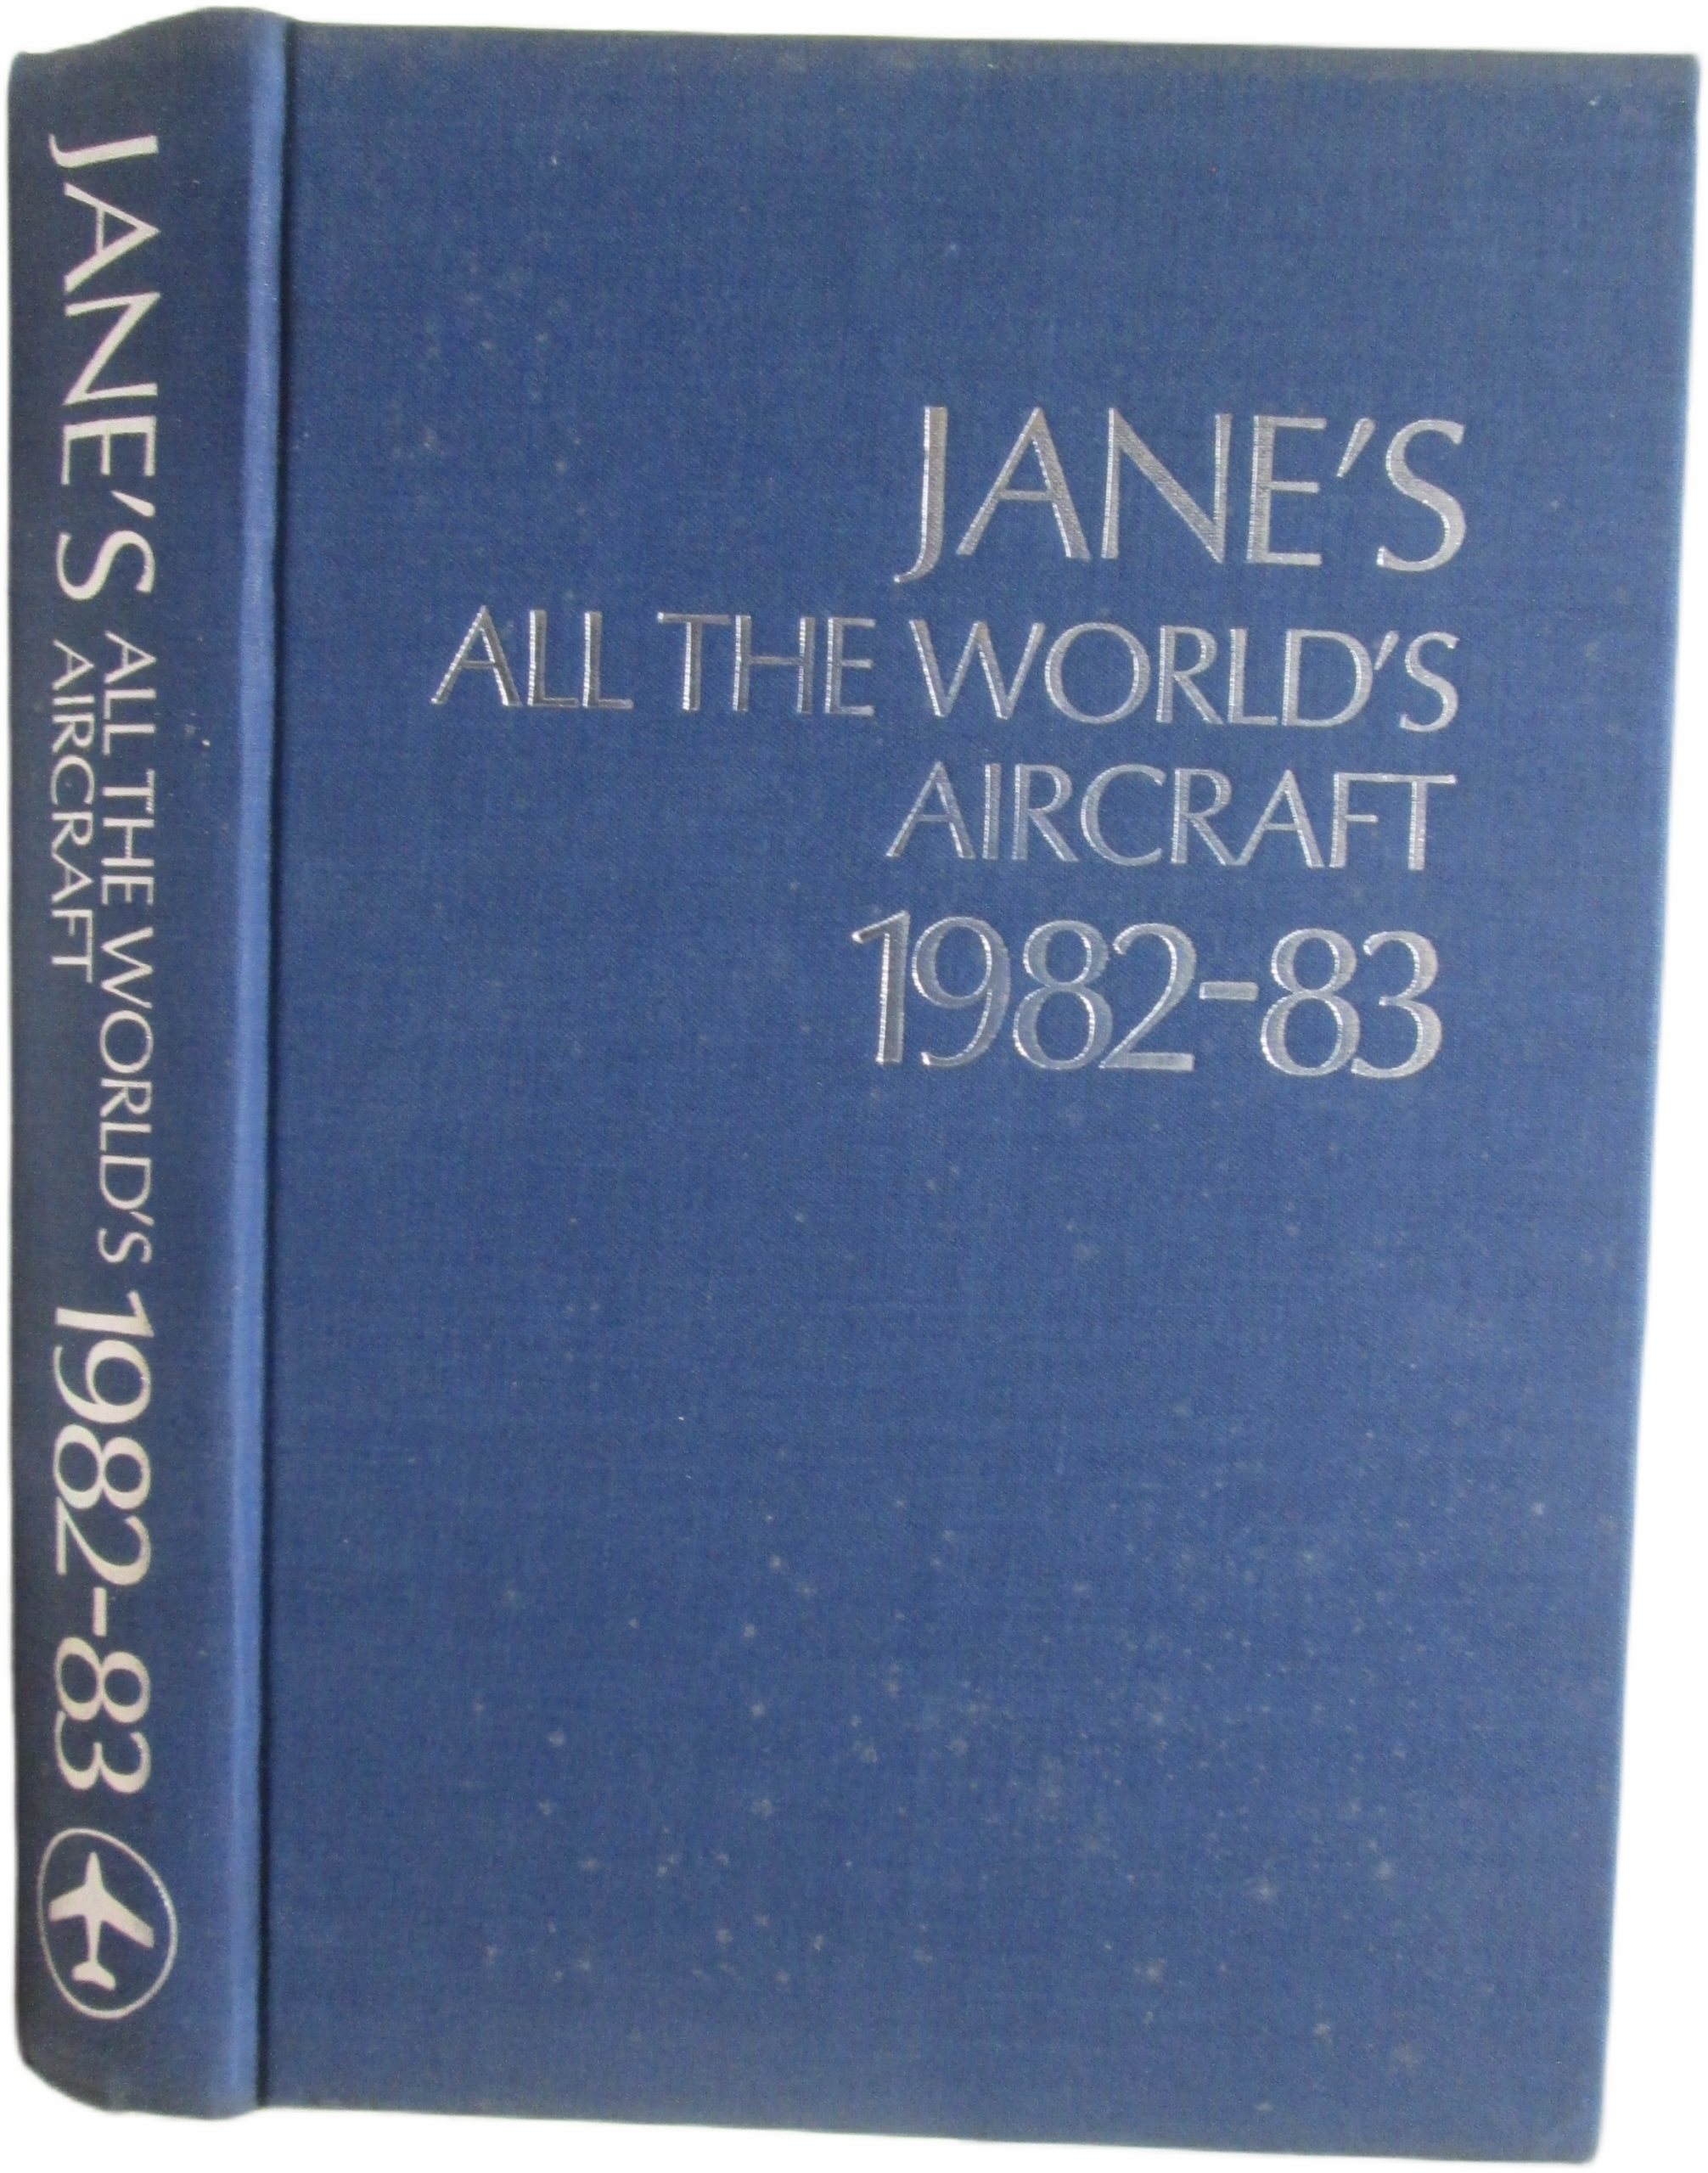 JANE'S
ALL THE WORLD'S
AIRCRAFT
1982-83
JANE'S ALL THE WORLD'S AIRCRAFT 1982-83